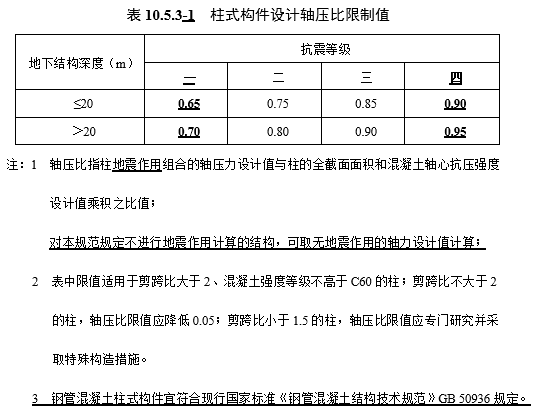 表 10.5.3-1 柱式构件设计轴压比限制值
地下结构深度（m） 抗震等级
一 二 三 四
≤20 0.65 0.75 0.85 0.90
＞20 0.70 0.80 0.90 0.95
注：1 轴压比指柱地震作用组合的轴压力设计值与柱的全截面面积和混凝土轴心抗压强度
设计值乘积之比值；
对本规范规定不进行地震作用计算的结构，可取无地震作用的轴力设计值计算；
2 表中限值适用于剪跨比大于 2、混凝土强度等级不高于 C60 的柱；剪跨比不大于 2
的柱，轴压比限值应降低 0.05；剪跨比小于 1.5 的柱，轴压比限值应专门研究并采
取特殊构造措施。
3 钢管混凝土柱式构件宜符合现行国家标准《钢管混凝土结构技术规范》GB 50936 规定。